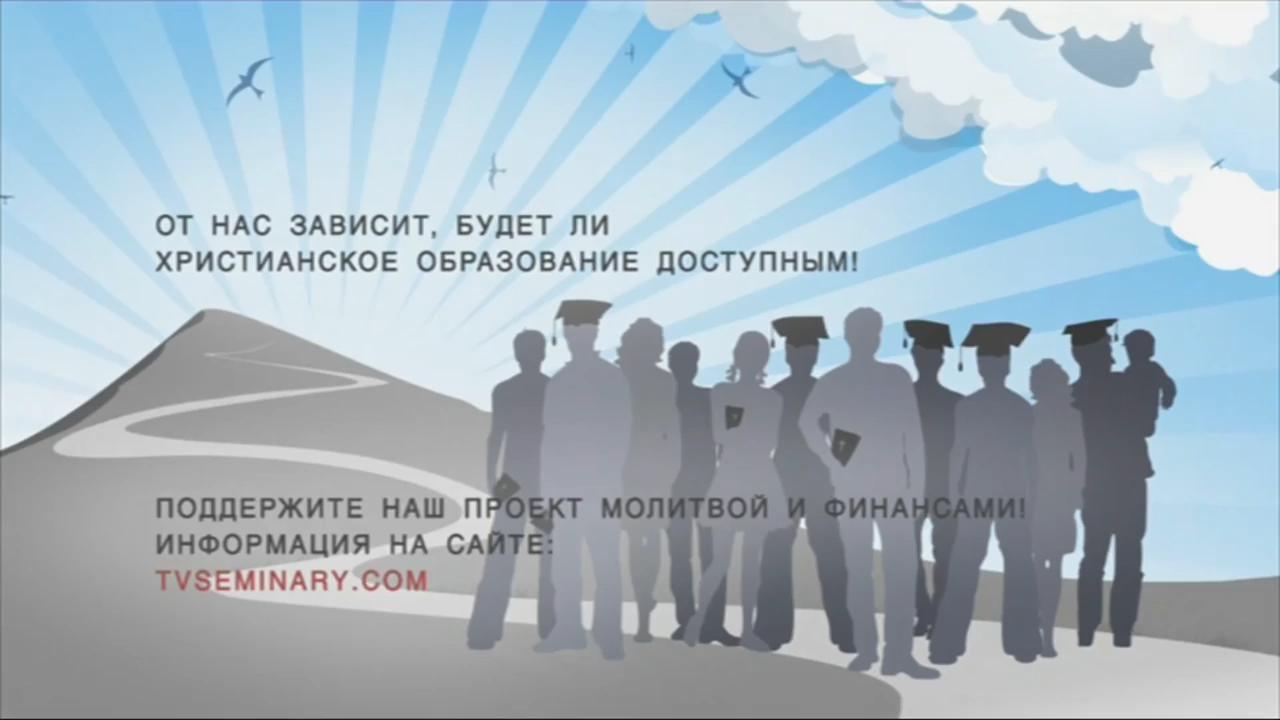 ОТ НАС ЗАВИСИТ, БУДЕТ ЛИ
ХРИСТИАНСКОЕ ОБРАЗОВАНИЕ ДОСТУПНЫМ!
ПОДДЕРЖИТЕ НАШ ПРОЕКТ МОЛИТВОЙ И ФИНАНСАМИ!
ИНФОРМАЦИЯ НА САЙТЕ:
TVSEMINARY.COM